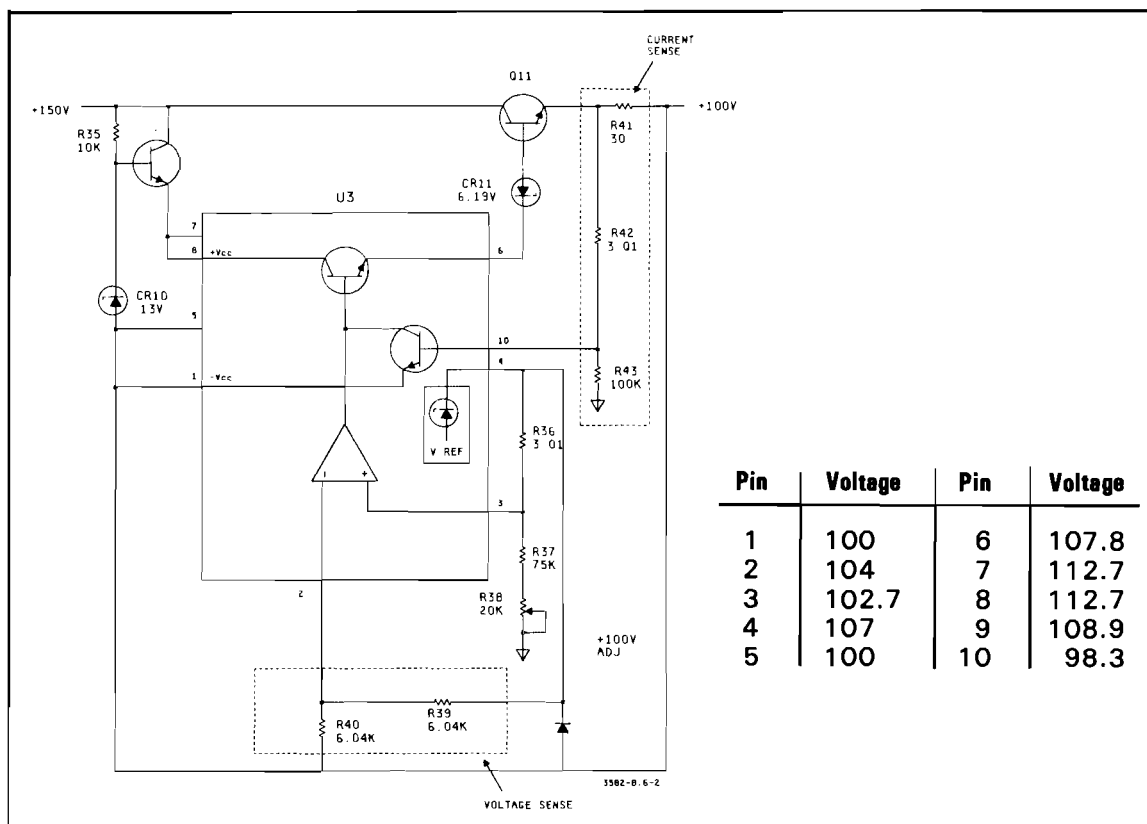 CURRENT
SENSE
Q11
+150V
+100V
R35
10K
R41
30
CR11
6.19V
U3
7
8
+Vcc
6
R42
3 01
CR10
13V
5
10
4
1
-Vcc
R43
100K
V REF
R36
3 01
- +
3
R37
75K
2
R38
20K
+100V
ADJ
R39
6.04K
R40
6.04K
3582-8.6-2
VOLTAGE SENSE
Pin Voltage Pin Voltage
1 100 6 107.8
2 104 7 112.7
3 102.7 8 112.7
4 107 9 108.9
5 100 10 98.3